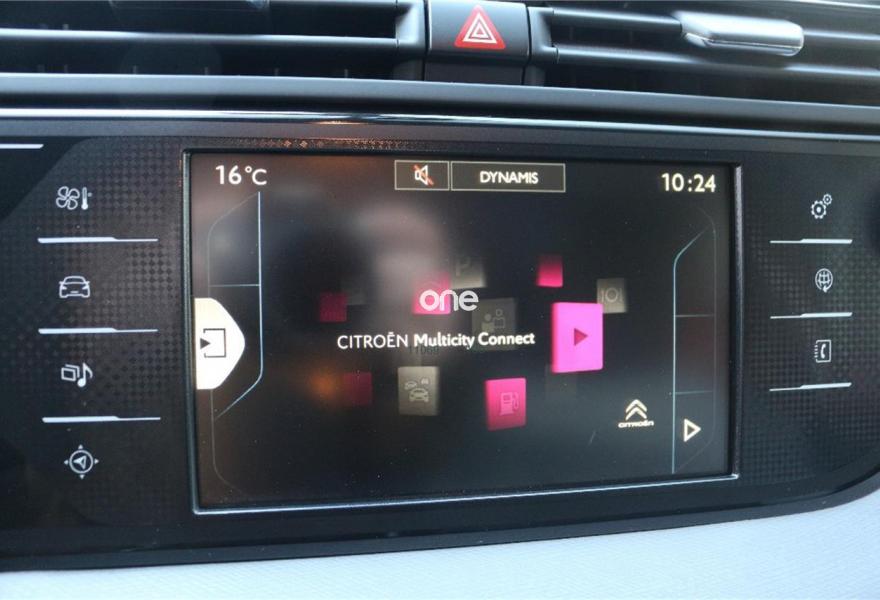 16°C
DYNAMIS
10:24
P
one
CITROËN Multicity Connect
CITROËN